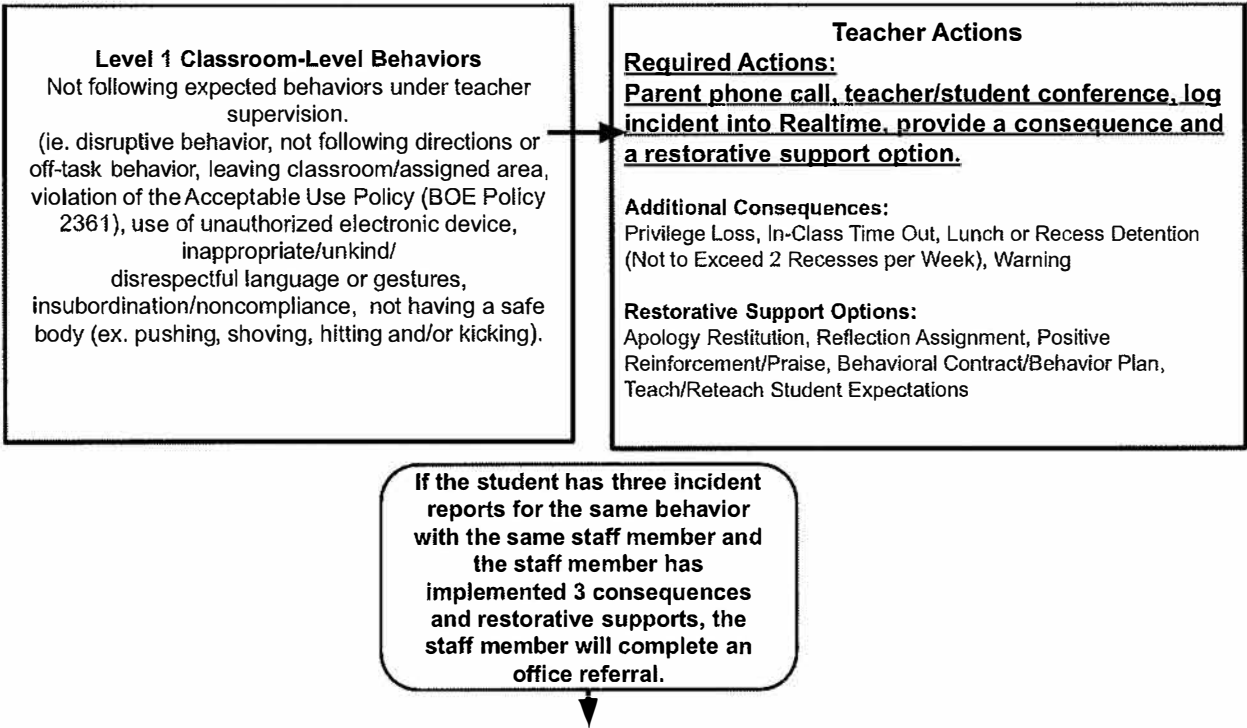 Level 1 Classroom-Level Behaviors
Not following expected behaviors under teacher
supervision.
(ie. disruptive behavior, not following directions or
off-task behavior, leaving classroom/assigned area,
violation of the Acceptable Use Policy (BOE Policy
2361), use of unauthorized electronic device,
inappropriate/unkind/
disrespectful language or gestures,
insubordination/noncompliance, not having a safe
body (ex. pushing, shoving, hitting and/or kicking).
Teacher Actions
Required Actions:
Parent phone call, teacher/student conference, log
incident into Realtime, provide a consequence and
a restorative support option.
Additional Consequences:
Privilege Loss, In-Class Time Out, Lunch or Recess Detention
(Not to Exceed 2 Recesses per Week), Warning
Restorative Support Options:
Apology Restitution, Reflection Assignment, Positive
Reinforcement/Praise, Behavioral Contract/Behavior Plan,
Teach/Reteach Student Expectations
If the student has three incident
reports for the same behavior
with the same staff member and
the staff member has
implemented 3 consequences
and restorative supports, the
staff member will complete an
office referral.